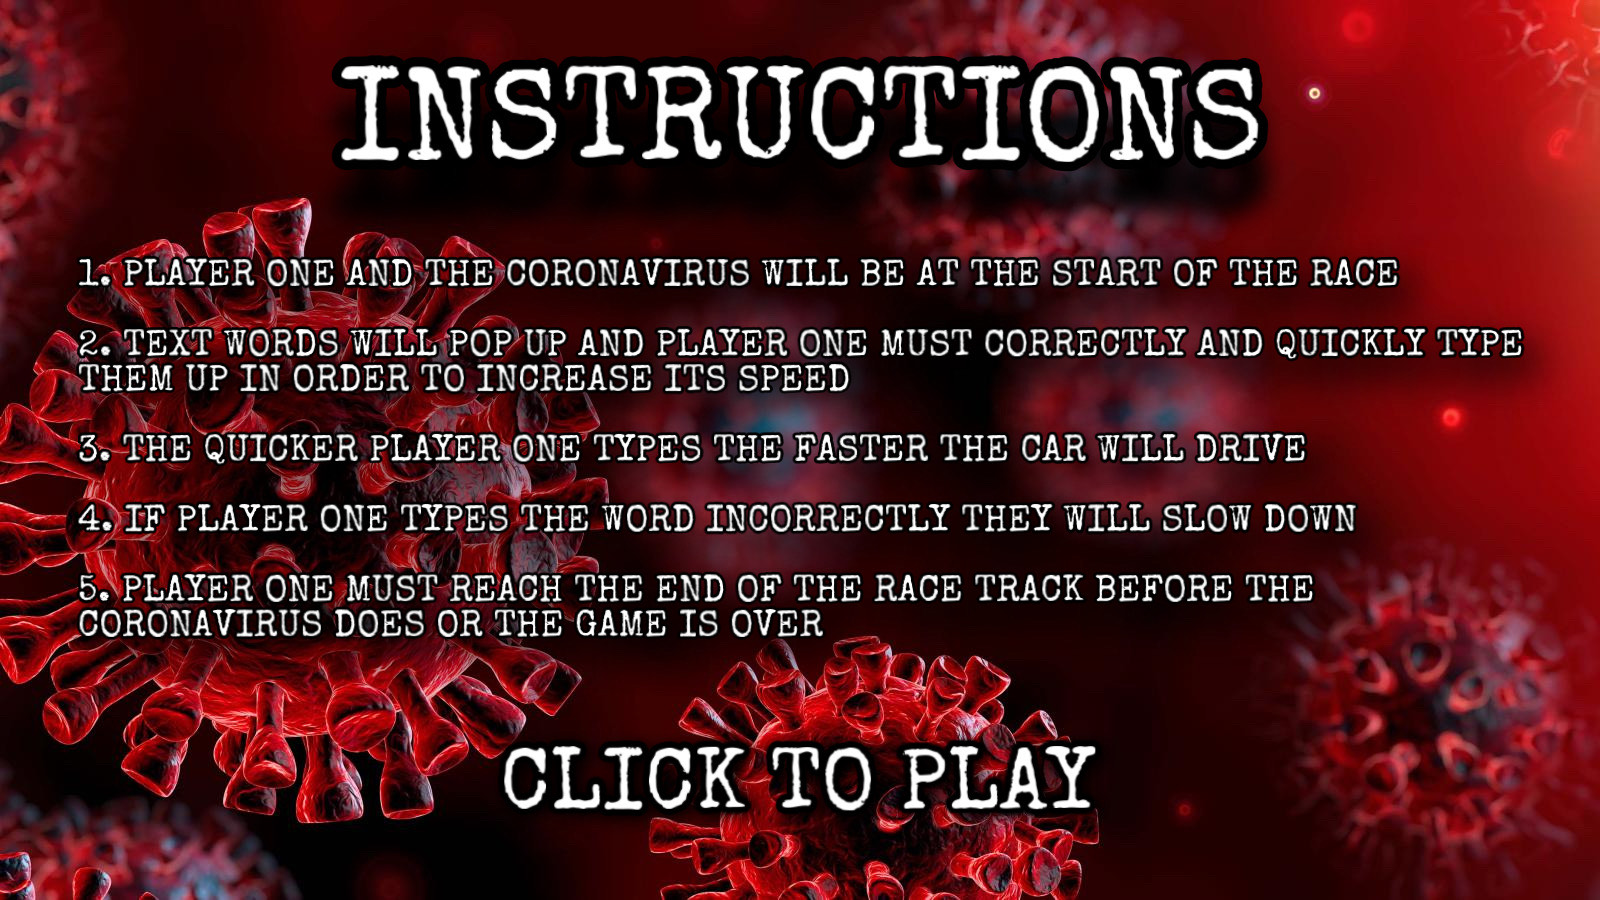 INSTRUCTIONS
1. PLAYER ONE AND THE CORONAVIRUS WILL BE AT THE START OF THE RACE
2. TEXT WORDS WILL POP UP AND PLAYER ONE MUST CORRECTLY AND QUICKLY TYPE
THEM UP IN ORDER TO INCREASE ITS SPEED
3. THE QUICKER PLAYER ONE TYPES THE FASTER THE CAR WILL DRIVE
4. IF PLAYER ONE TYPES THE WORD INCORRECTLY THEY WILL SLOW DOWN
5. PLAYER ONE MUST REACH THE END OF THE RACE TRACK BEFORE THE
CORONAVIRUS DOES OR THE GAME IS OVER
CLICK TO PLAY